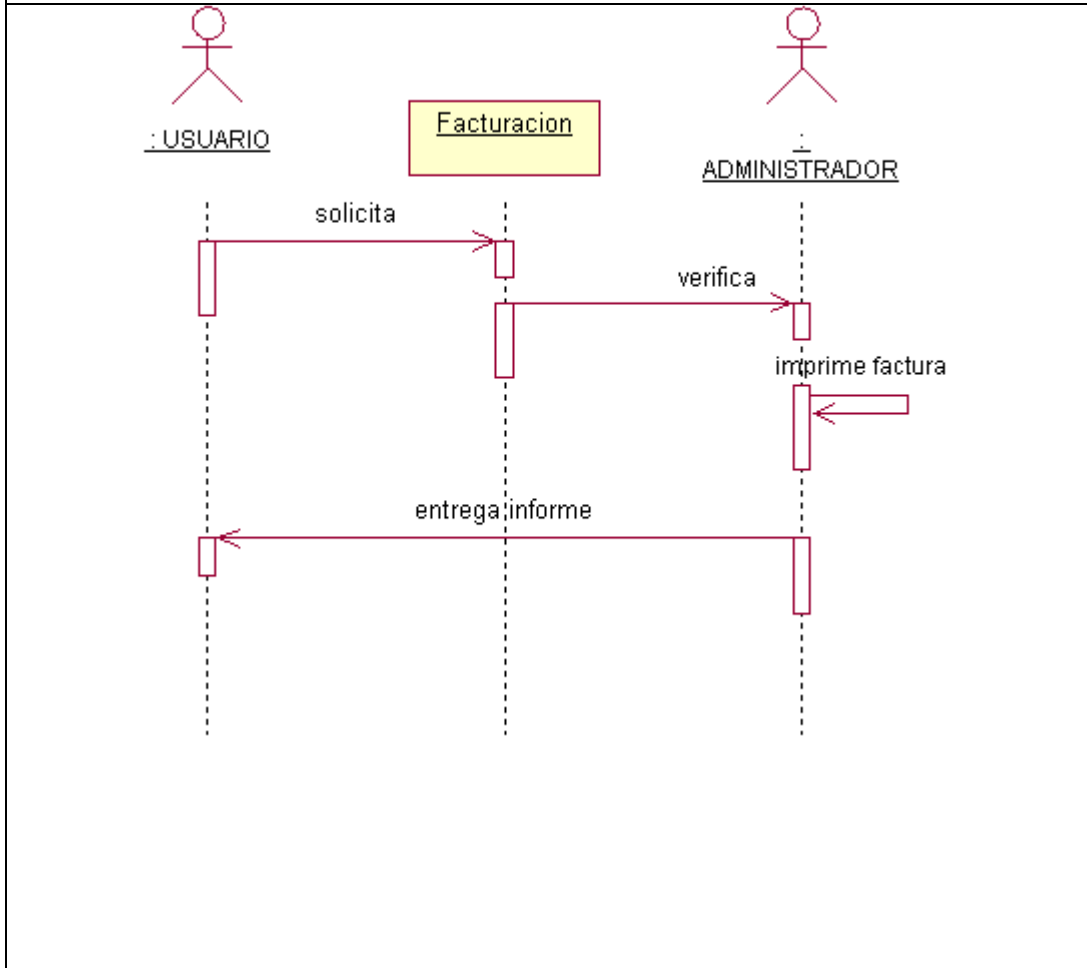 : USUARIO
Facturacion
:
ADMINISTRADOR
solicita
verifica
imprime factura
entrega informe